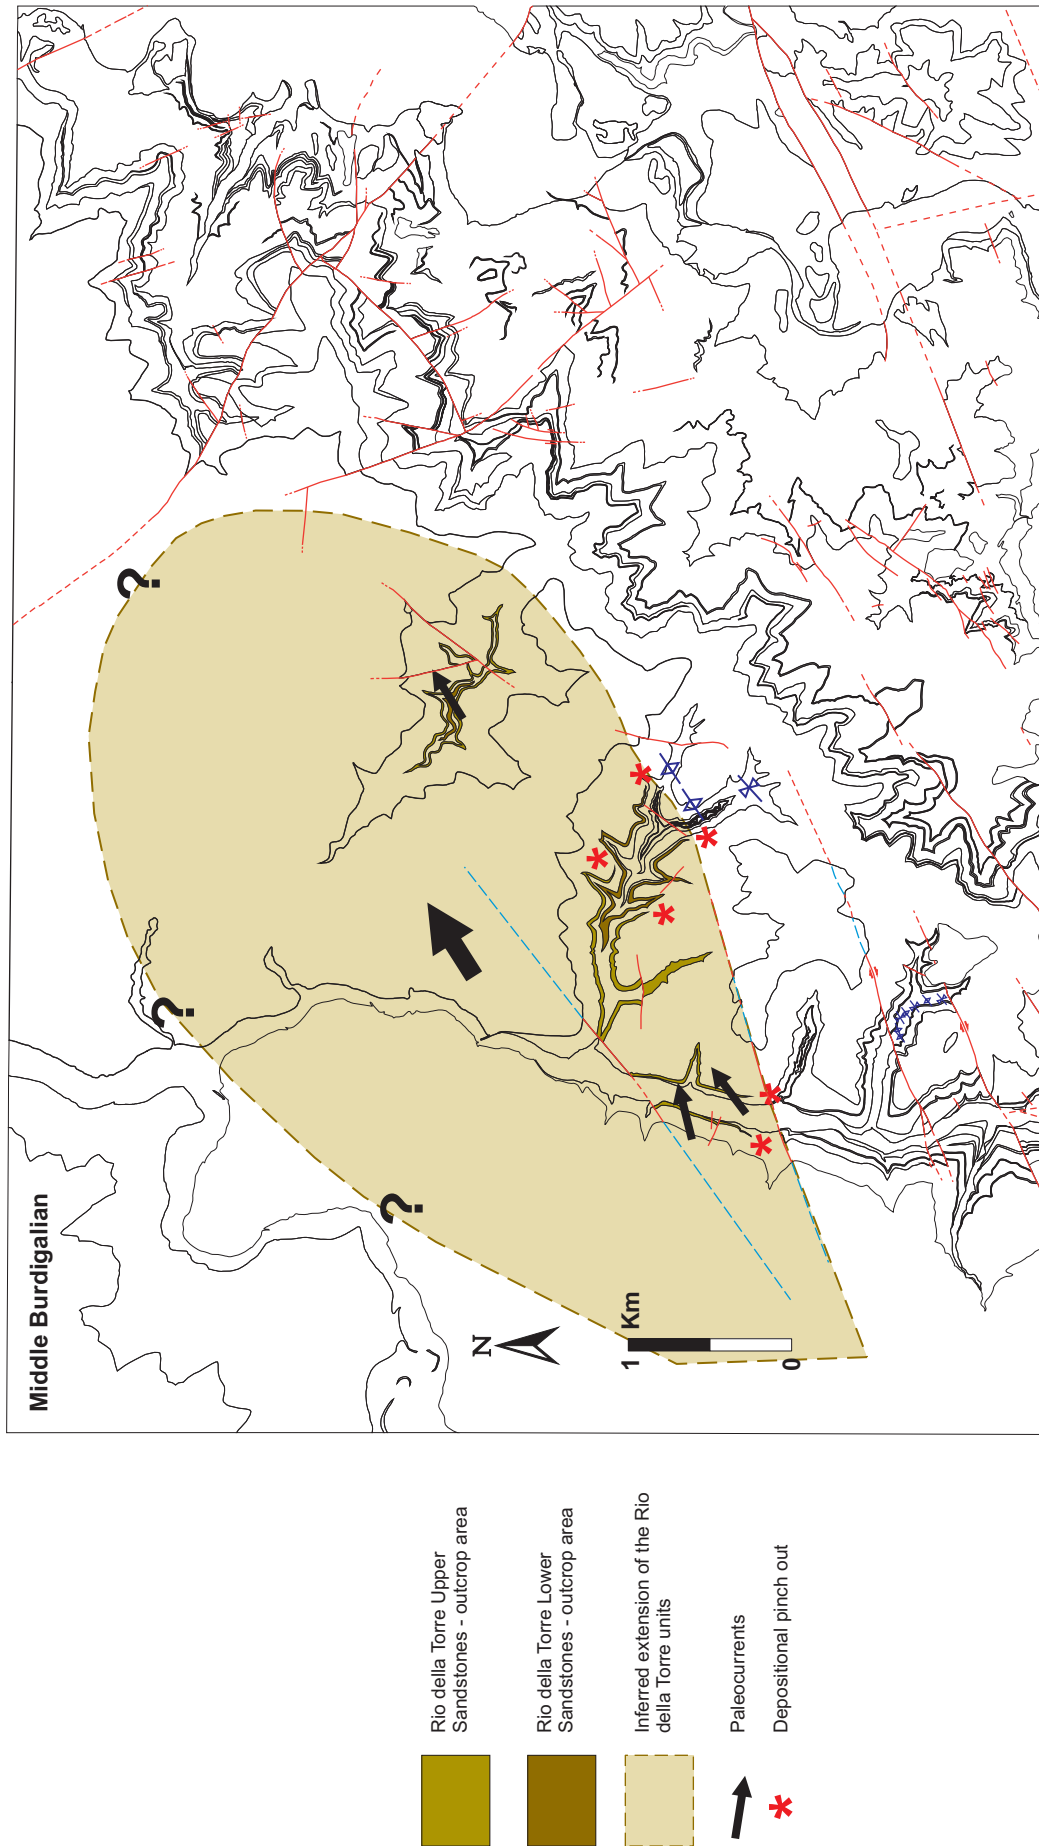 Middle Burdigalian
?
?
?
N
1 Km
0
Rio della Torre Upper
Sandstones - outcrop area
Rio della Torre Lower
Sandstones - outcrop area
Inferred extension of the Rio
della Torre units
Paleocurrents
Depositional pinch out